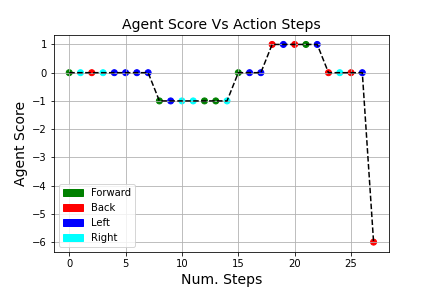 Agent Score Vs Action Steps
Agent Score
1
0
−1
−2
−3
−4
−5
−6
Forward
Back
Left
Right
0 5 10 15 20 25
Num. Steps